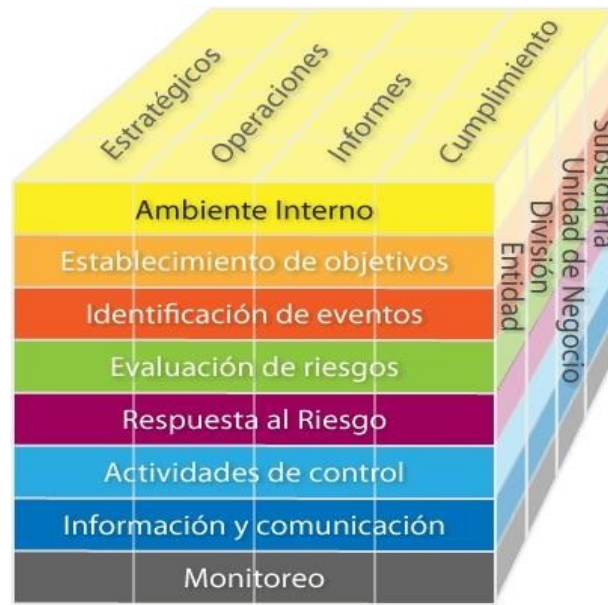 Estratégicos
Operaciones
Informes
Cumplimiento
Ambiente Interno
Establecimiento de objetivos
Identificación de eventos
Evaluación de riesgos
Respuesta al Riesgo
Actividades de control
Información y comunicación
Monitoreo
Entidad
División
Unidad de Negocio
Subsidiaria